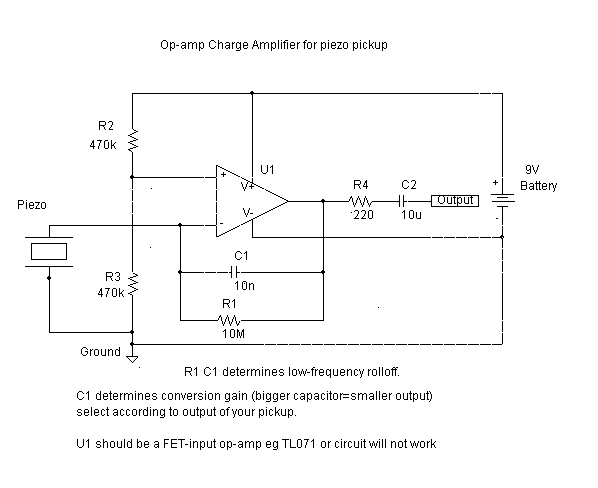 Op-amp Charge Amplifier for piezo pickup
R2
470k
+
U1
V+
9V
+
Battery
R4
C2
Output
Piezo
V-
-
220
10u
-
C1
10n
R3
470k
R1
10M
Ground
R1 C1 determines low-frequency rolloff.
C1 determines conversion gain (bigger capacitor=smaller output)
select according to output of your pickup.
U1 should be a FET-input op-amp eg TL071 or circuit will not work